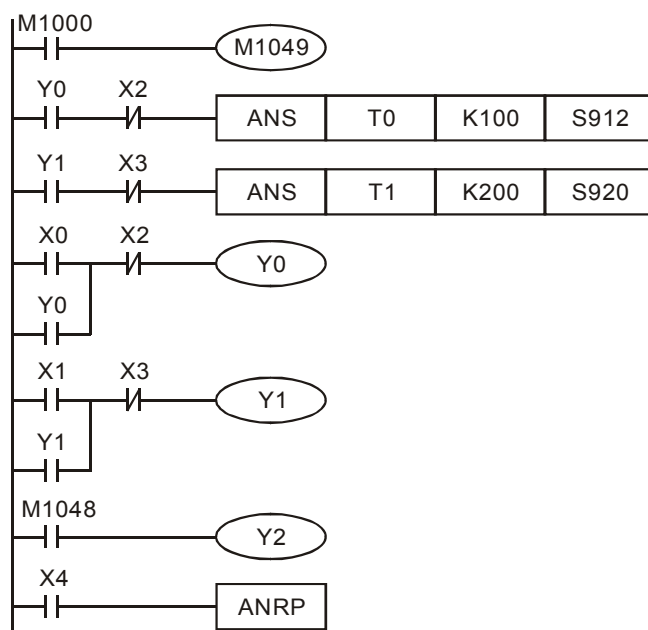 M1000
M1049
Y0 X2
ANS T0 K100 S912
Y1 X3
ANS T1 K200 S920
X0 X2
Y0
Y0
X1 X3
Y1
Y1
M1048
Y2
X4
ANRP